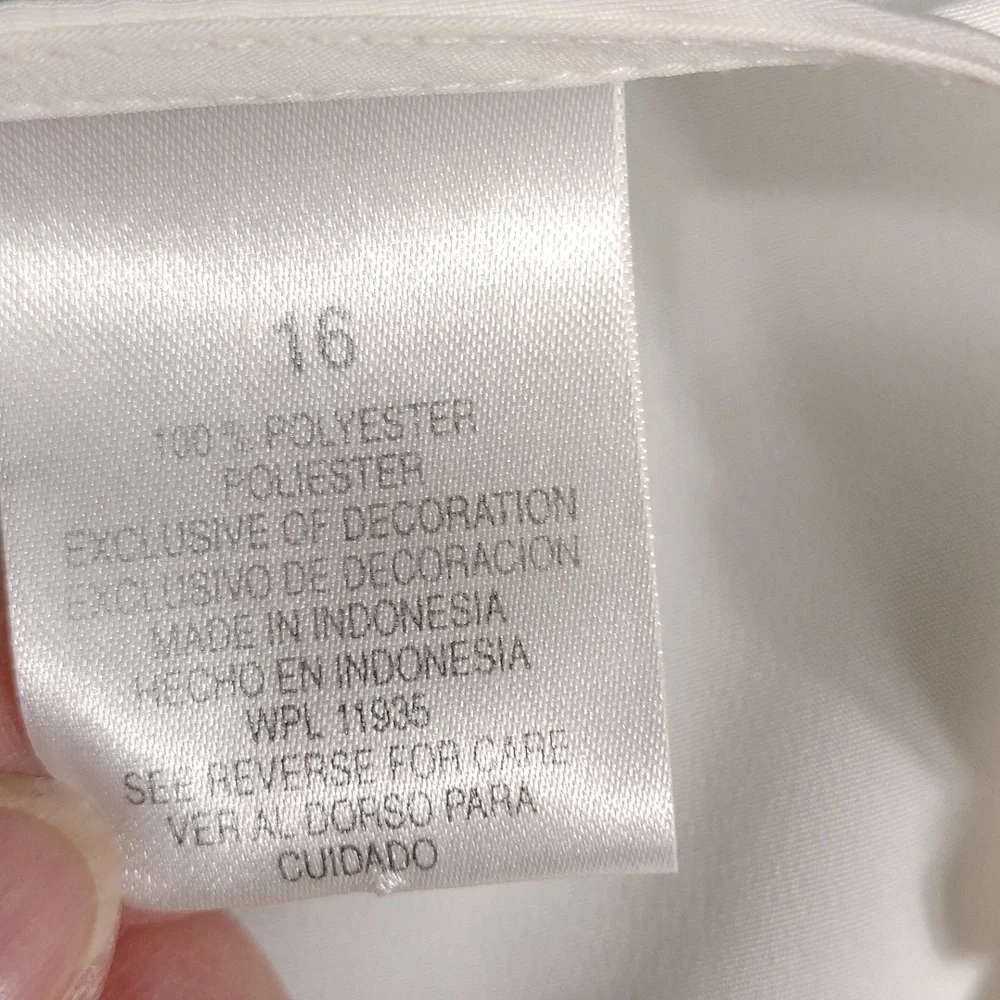 16
100% POLYESTER
POLIESTER
EXCLUSIVE OF DECORATION
EXCLUSIVO DE DECORACION
MADE IN INDONESIA
HECHO EN INDONESIA
WPL 11935
SEE REVERSE FOR CARE
VER AL DORSO PARA
CUIDADO